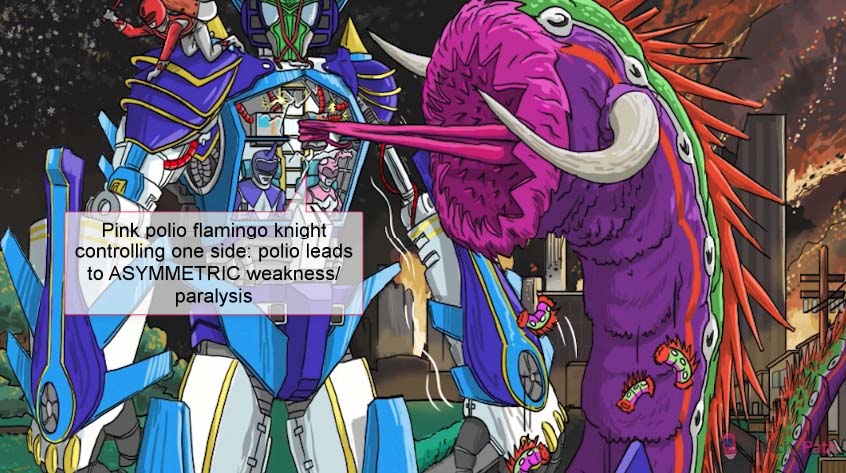 Pink polio flamingo knight
controlling one side: polio leads
to ASYMMETRIC weakness/
paralysis